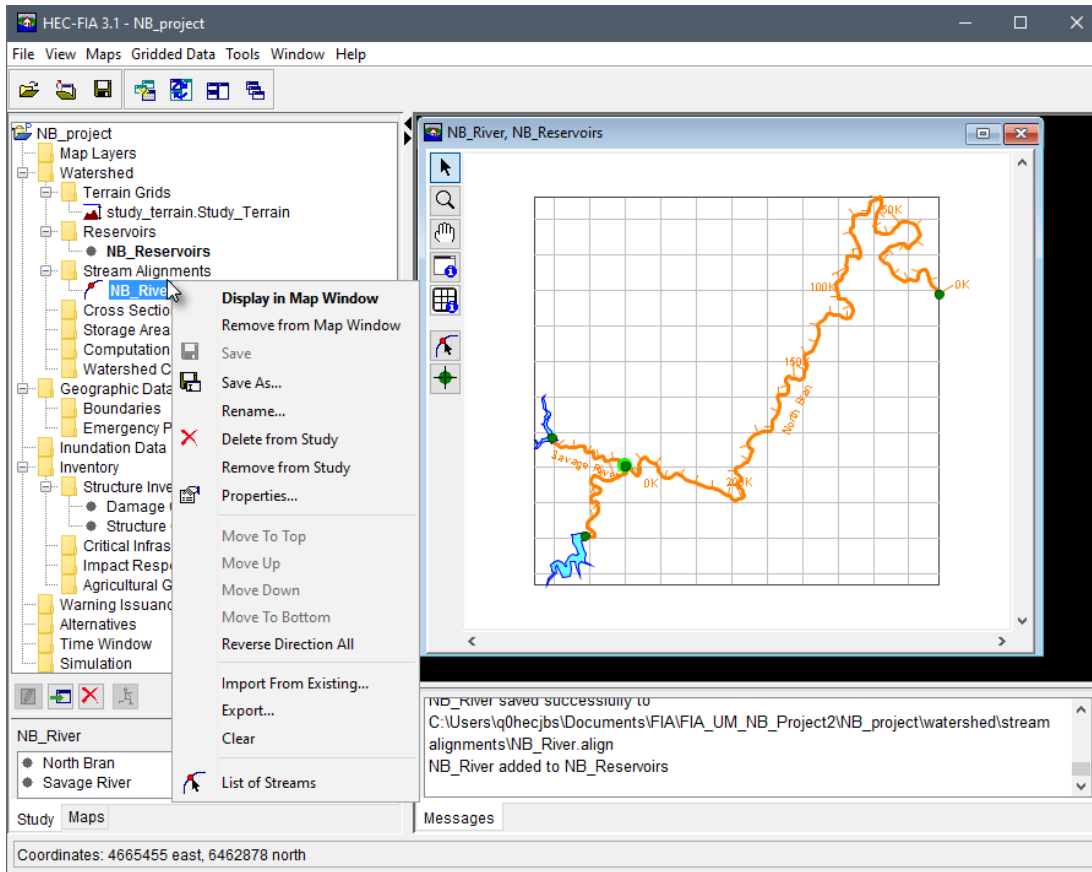 HEC-FIA 3.1 - NB_project
File View Maps Gridded Data Tools Window Help
NB_project
Map Layers
Watershed
Terrain Grids
study_terrain.Study_Terrain
Reservoirs
NB_Reservoirs
Stream Alignments
NB_Rive
Cross Sectio
Storage Area
Computation
Watershed C
Geographic Data
Boundaries
Emergency P
Inundation Data
Inventory
Structure Inve
Damage
Structure
Critical Infras
Impact Resp
Agricultural G
Warning Issuanc
Alternatives
Time Window
Simulation
Display in Map Window
Remove from Map Window
Save
Save As...
Rename...
Delete from Study
Remove from Study
Properties...
Move To Top
Move Up
Move Down
Move To Bottom
Reverse Direction All
Import From Existing...
Export...
Clear
List of Streams
NB_River
North Bran
Savage River
Study Maps
NB_River, NB_Reservoirs
50K
0K
100K
150K
North Bran
Savage River
0K
200K
NB_River saved successfully to
C:\Users\q0hecjbs\Documents\FIA\FIA_UM_NB_Project2\NB_project\watershed\stream
alignments\NB_River.align
NB_River added to NB_Reservoirs
Messages
Coordinates: 4665455 east, 6462878 north